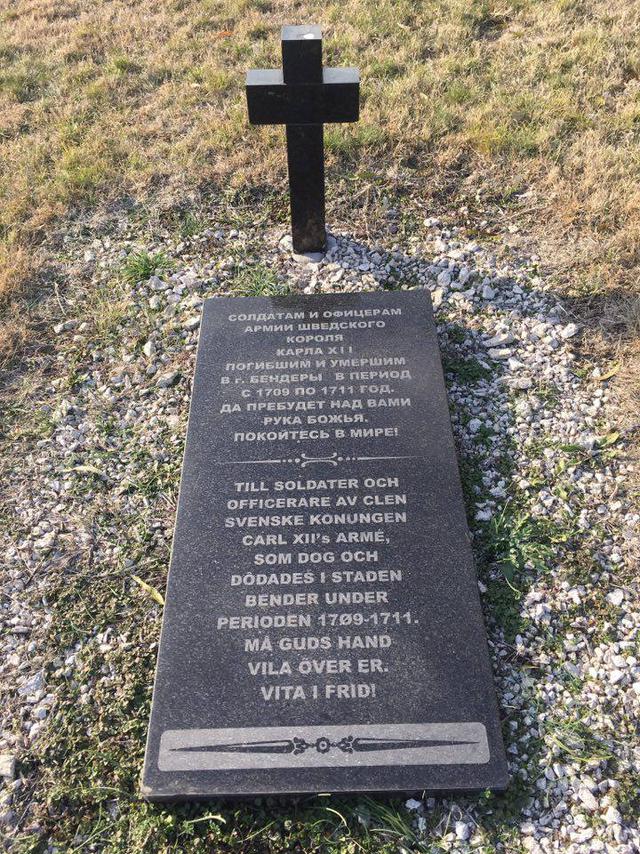 СОЛДАТАМ И ОФИЦЕРАМ
АРМИИ ШВЕДСКОГО
КОРОЛЯ
КАРЛА XII
ПОГИБШИМ И УМЕРШИМ
В г. БЕНДЕРЫ В ПЕРИОД
С 1709 ПО 1711 ГОД.
ДА ПРЕБУДЕТ НАД ВАМИ
РУКА БОЖЬЯ.
ПОКОЙТЕСЬ В МИРЕ!
TILL SOLDATER OCH
OFFICERARE AV CLEN
SVENSKE KONUNGEN
CARL XII's ARMÉ,
SOM DOG OCH
DÖDADES I STADEN
BENDER UNDER
PERIODEN 17Ø9-1711.
MÅ GUDS HAND
VILA ÖVER ER.
VITA I FRID!